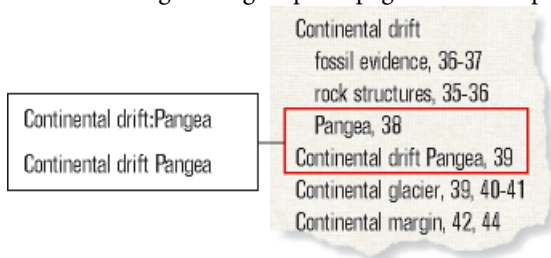 Continental drift
fossil evidence, 36-37
rock structures, 35-36
Pangea, 38
Continental drift Pangea, 39
Continental glacier, 39, 40-41
Continental margin, 42, 44
Continental drift:Pangea
Continental drift Pangea